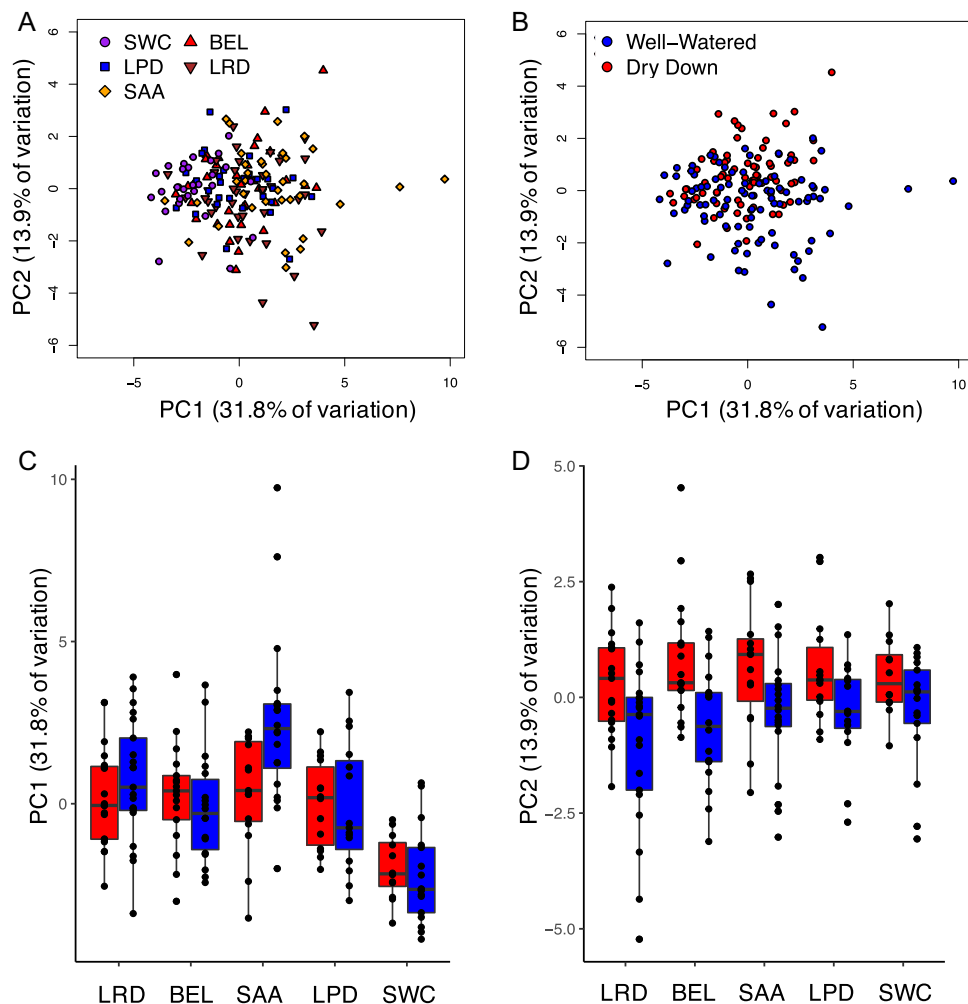 A
SWC BEL
LPD LRD
SAA
PC2 (13.9% of variation)
6
4
2
0
−2
−4
−6
−5 0 5 10
PC1 (31.8% of variation)
B
Well−Watered
Dry Down
PC2 (13.9% of variation)
6
4
2
0
−2
−4
−6
−5 0 5 10
PC1 (31.8% of variation)
C
PC1 (31.8% of variation)
10
5
0
LRD BEL SAA LPD SWC
D
PC2 (13.9% of variation)
5.0
2.5
0.0
−2.5
−5.0
LRD BEL SAA LPD SWC